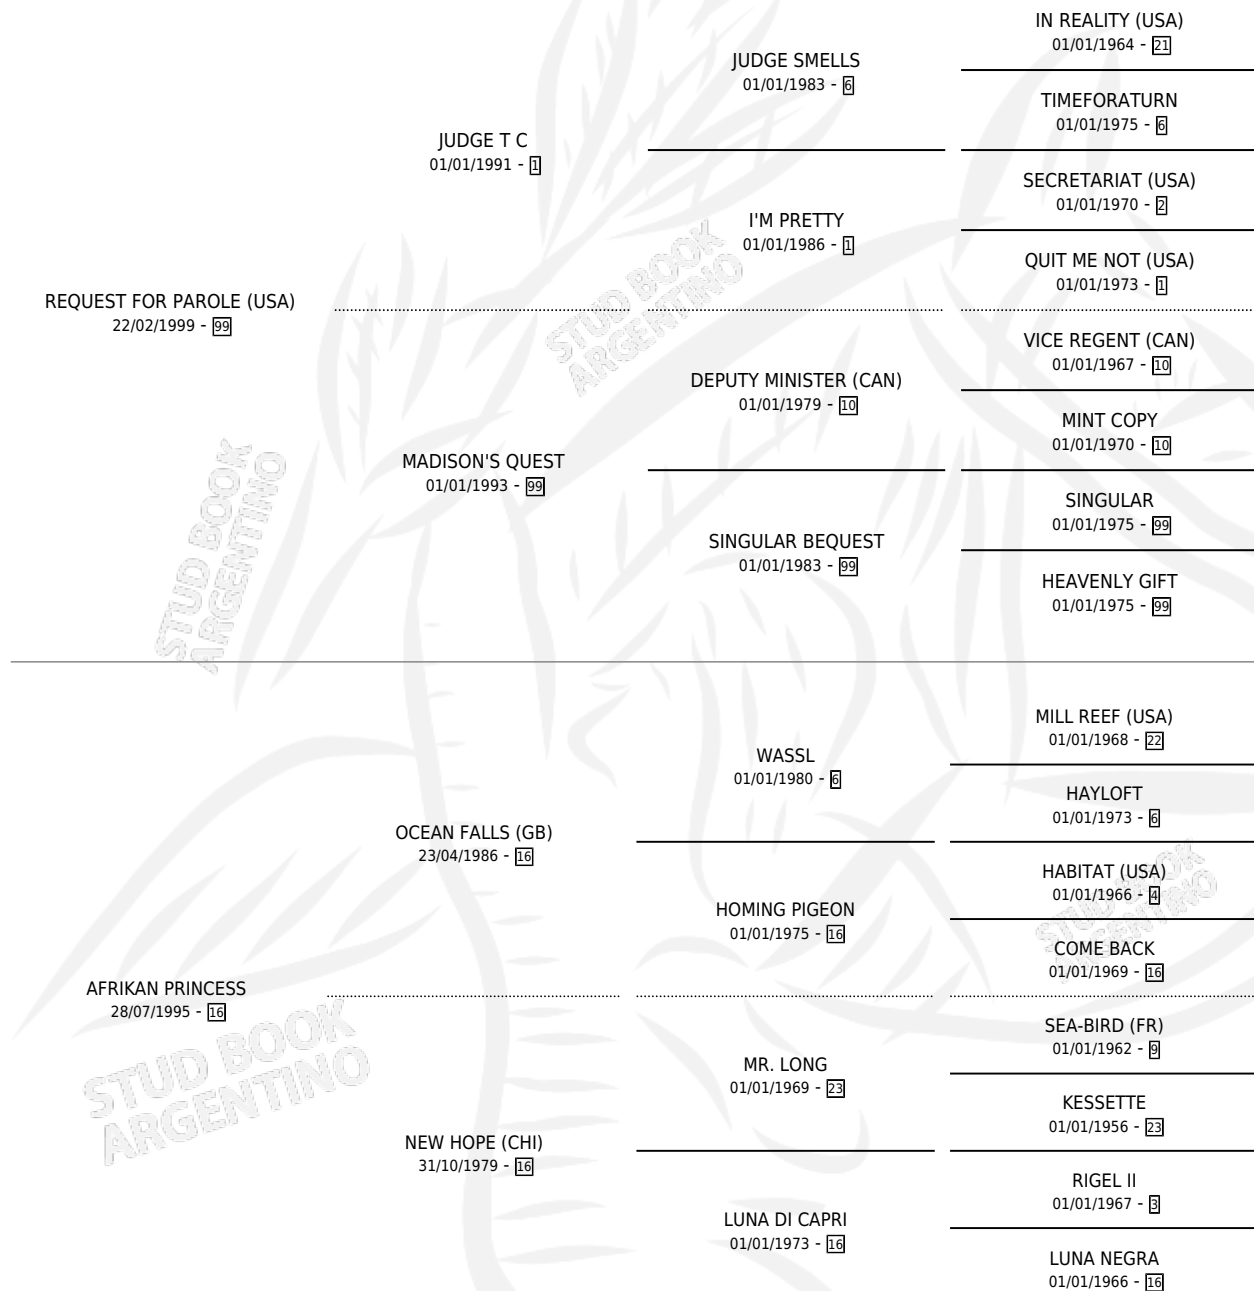 IN REALITY (USA)
01/01/1964 - 21
JUDGE SMELLS
01/01/1983 - 6
TIMEFORATURN
01/01/1975 - 6
JUDGE T C
01/01/1991 - 1
SECRETARIAT (USA)
01/01/1970 - 2
I'M PRETTY
01/01/1986 - 1
QUIT ME NOT (USA)
01/01/1973 - 1
REQUEST FOR PAROLE (USA)
22/02/1999 - 99
STUD BOOK
ARGENTINO
VICE REGENT (CAN)
01/01/1967 - 10
DEPUTY MINISTER (CAN)
01/01/1979 - 10
MINT COPY
01/01/1970 - 10
MADISON'S QUEST
01/01/1993 - 99
SINGULAR
01/01/1975 - 99
SINGULAR BEQUEST
01/01/1983 - 99
HEAVENLY GIFT
01/01/1975 - 99
STUD BOOK
ARGENTINO
MILL REEF (USA)
01/01/1968 - 22
WASSL
01/01/1980 - 6
HAYLOFT
01/01/1973 - 6
OCEAN FALLS (GB)
23/04/1986 - 16
HABITAT (USA)
01/01/1966 - 4
HOMING PIGEON
01/01/1975 - 16
COME BACK
01/01/1969 - 16
STUD BOOK
ARGENTINO
AFRIKAN PRINCESS
28/07/1995 - 16
SEA-BIRD (FR)
01/01/1962 - 9
MR. LONG
01/01/1969 - 23
KESSETTE
01/01/1956 - 23
STUD BOOK
ARGENTINO
NEW HOPE (CHI)
31/10/1979 - 16
RIGEL II
01/01/1967 - 3
LUNA DI CAPRI
01/01/1973 - 16
LUNA NEGRA
01/01/1966 - 16